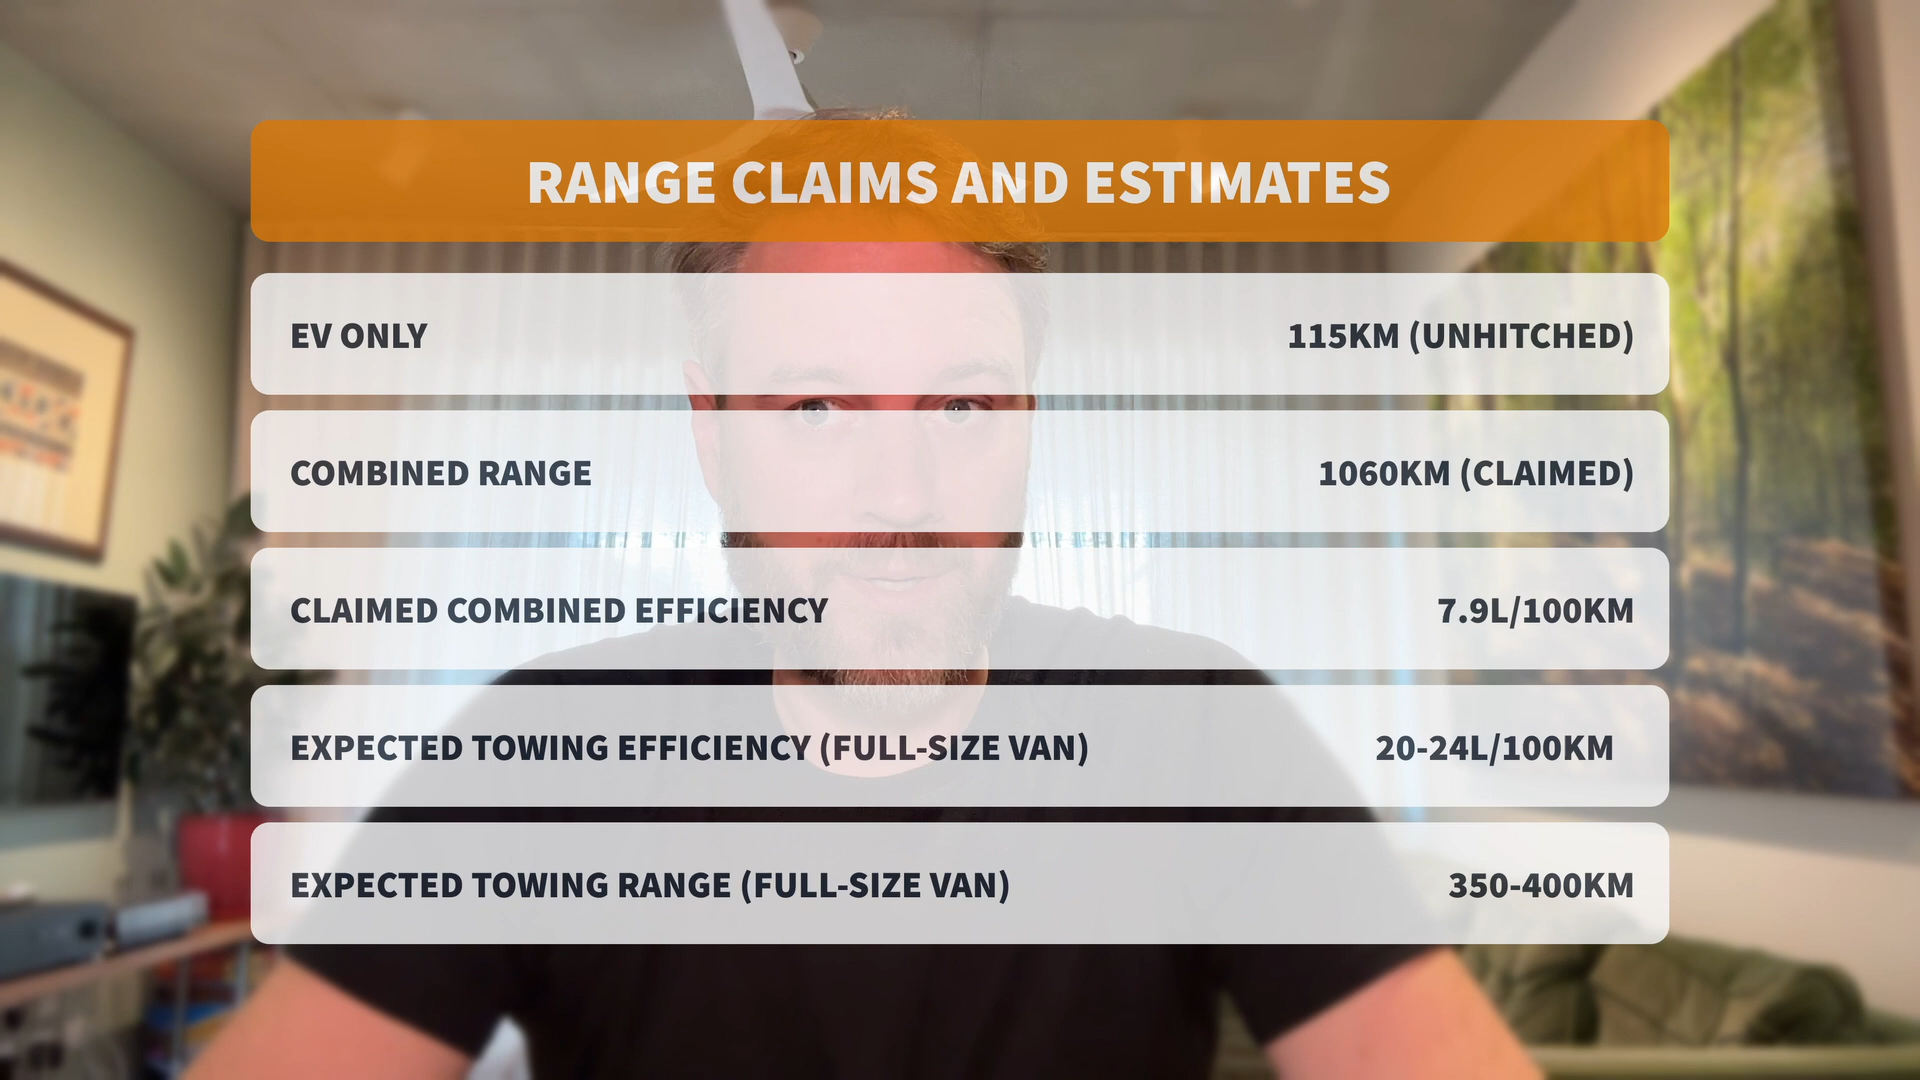 RANGE CLAIMS AND ESTIMATES
EV ONLY 115KM (UNHITCHED)
COMBINED RANGE 1060KM (CLAIMED)
CLAIMED COMBINED EFFICIENCY 7.9L/100KM
EXPECTED TOWING EFFICIENCY (FULL-SIZE VAN) 20-24L/100KM
EXPECTED TOWING RANGE (FULL-SIZE VAN) 350-400KM